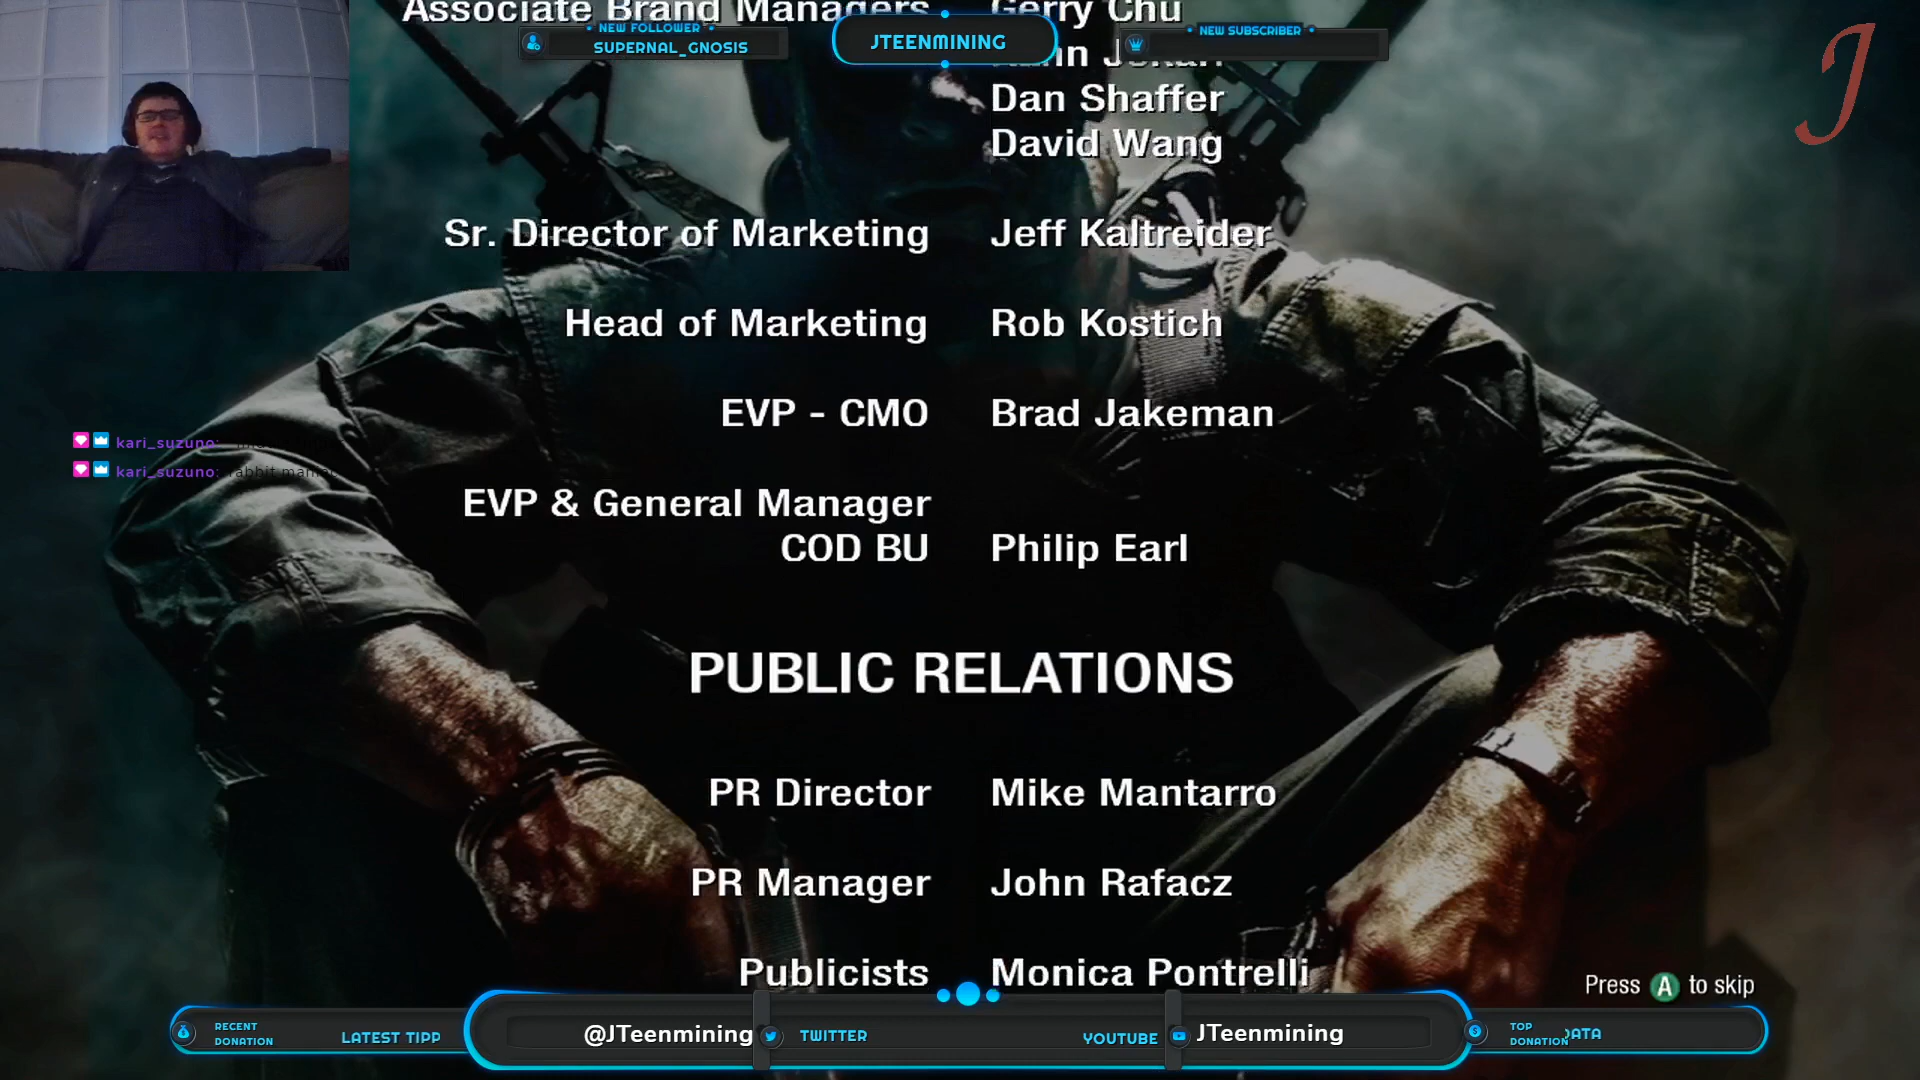 Associate Brand Managers Gerry Chu
NEW FOLLOWER
SUPERNAL_GNOSIS
JTEENMINING
NEW SUBSCRIBER
J
Dan Shaffer
David Wang
Sr. Director of Marketing Jeff Kaltreider
Head of Marketing Rob Kostich
EVP - CMO Brad Jakeman
kari_suzuno:
kari_suzuno: rabbit
EVP & General Manager
COD BU Philip Earl
PUBLIC RELATIONS
PR Director Mike Mantarro
PR Manager John Rafacz
Publicists Monica Pontrelli
Press A to skip
RECENT
DONATION
LATEST TIPP
@JTeenmining
TWITTER
YOUTUBE
JTeenmining
TOP
DONATION